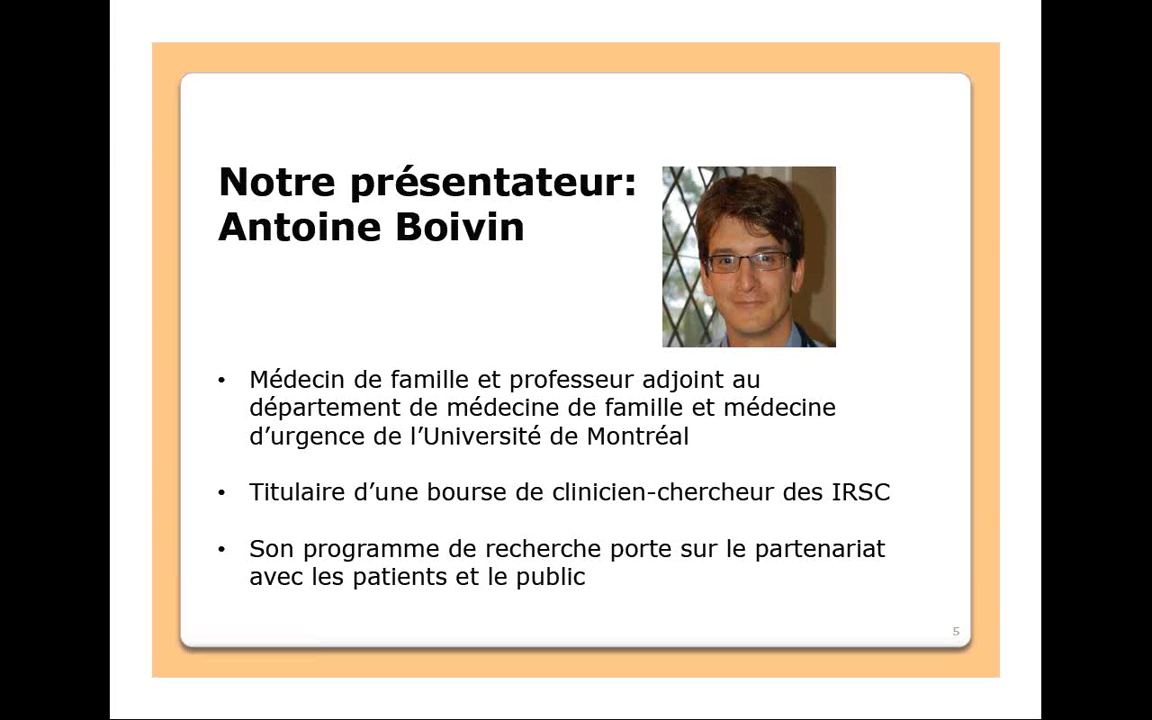 Notre présentateur:
Antoine Boivin
• Médecin de famille et professeur adjoint au
département de médecine de famille et médecine
d’urgence de l’Université de Montréal
• Titulaire d’une bourse de clinicien-chercheur des IRSC
• Son programme de recherche porte sur le partenariat
avec les patients et le public
5